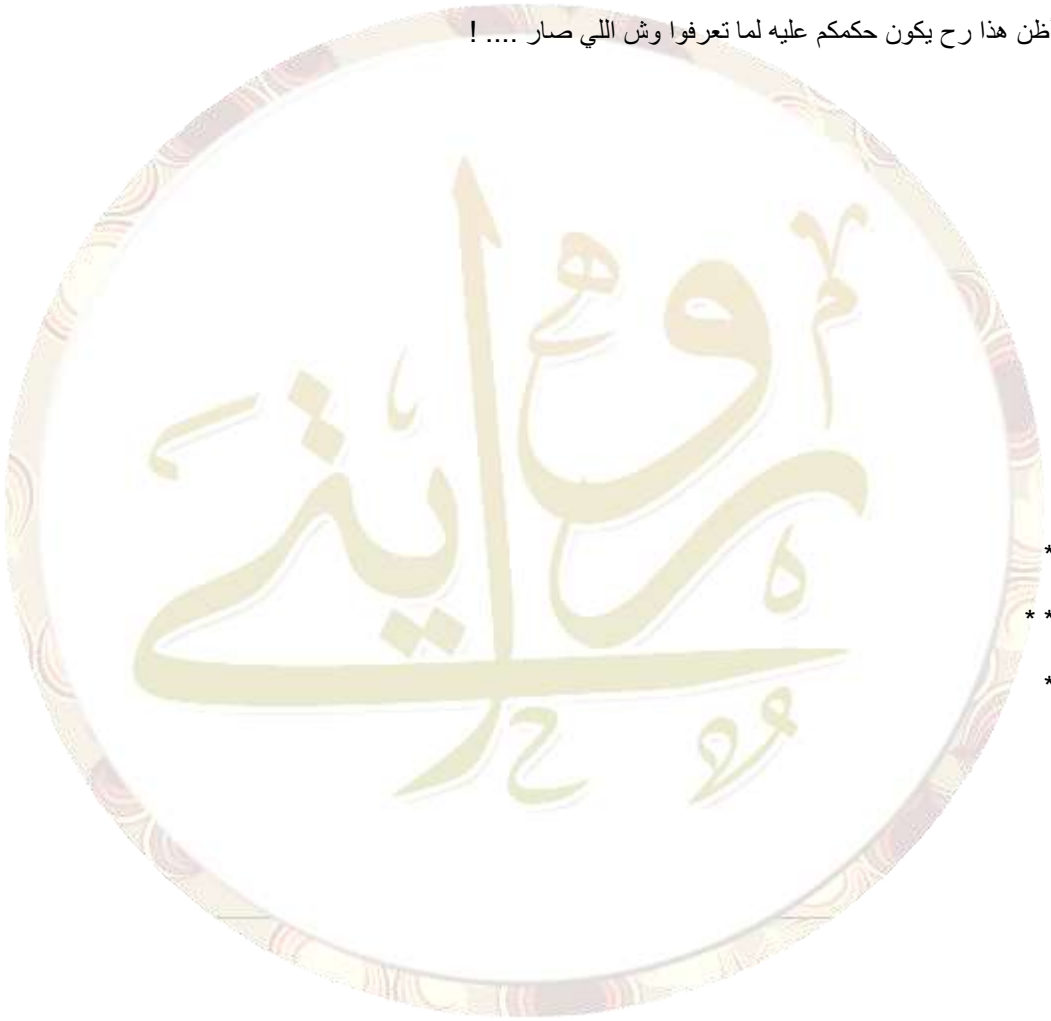 ظن هذا رح يكون حكمكم عليه لما تعرفوا وش اللي صار .... !
روايتي
*
* *
*